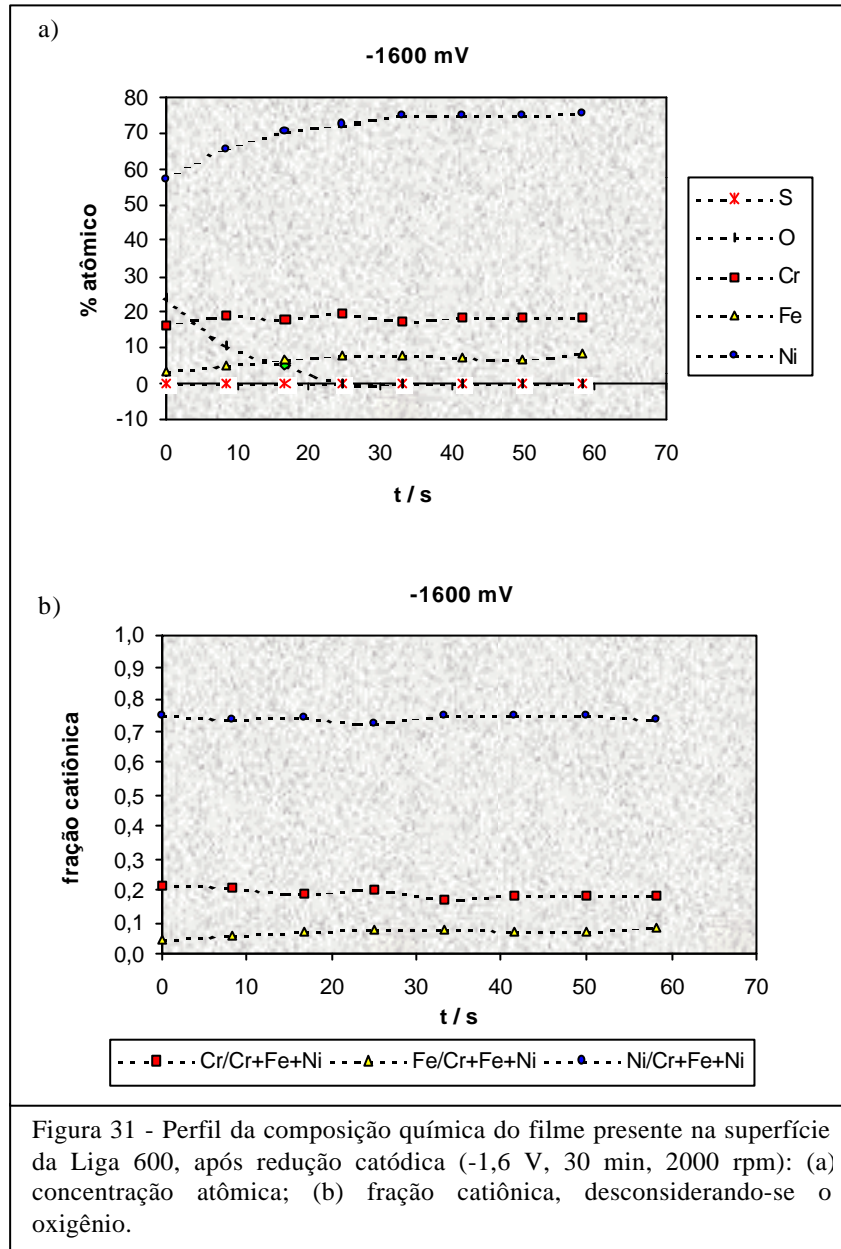 a)
-1600 mV
% atômico
80
70
60
50
40
30
20
10
0
-10
0 10 20 30 40 50 60 70
t / s
S
O
Cr
Fe
Ni
b)
-1600 mV
fração catiônica
1,0
0,9
0,8
0,7
0,6
0,5
0,4
0,3
0,2
0,1
0,0
0 10 20 30 40 50 60 70
t / s
Cr/Cr+Fe+Ni Fe/Cr+Fe+Ni Ni/Cr+Fe+Ni
Figura 31 - Perfil da composição química do filme presente na superfície
da Liga 600, após redução catódica (-1,6 V, 30 min, 2000 rpm): (a)
concentração atômica; (b) fração catiônica, desconsiderando-se o
oxigênio.